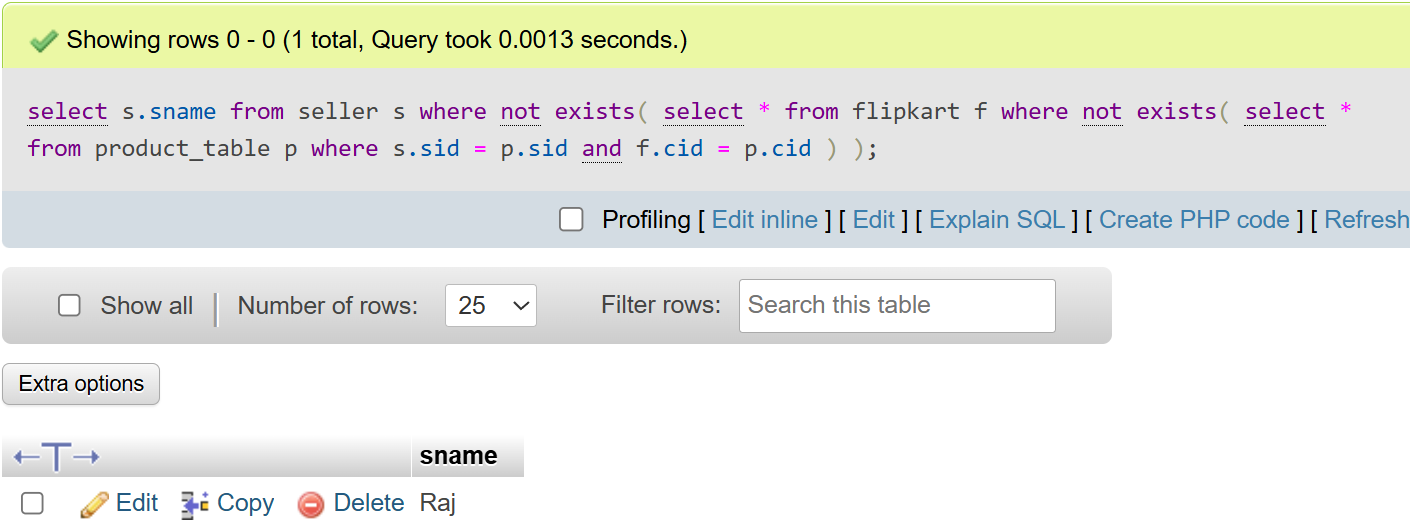 Showing rows 0 - 0 (1 total, Query took 0.0013 seconds.)
select s.sname from seller s where not exists( select * from flipkart f where not exists( select *
from product_table p where s.sid = p.sid and f.cid = p.cid ) );
Profiling [ Edit inline ] [ Edit ] [ Explain SQL ] [ Create PHP code ] [ Refresh
Show all Number of rows: 25 Filter rows: Search this table
Extra options
sname
Edit Copy Delete Raj